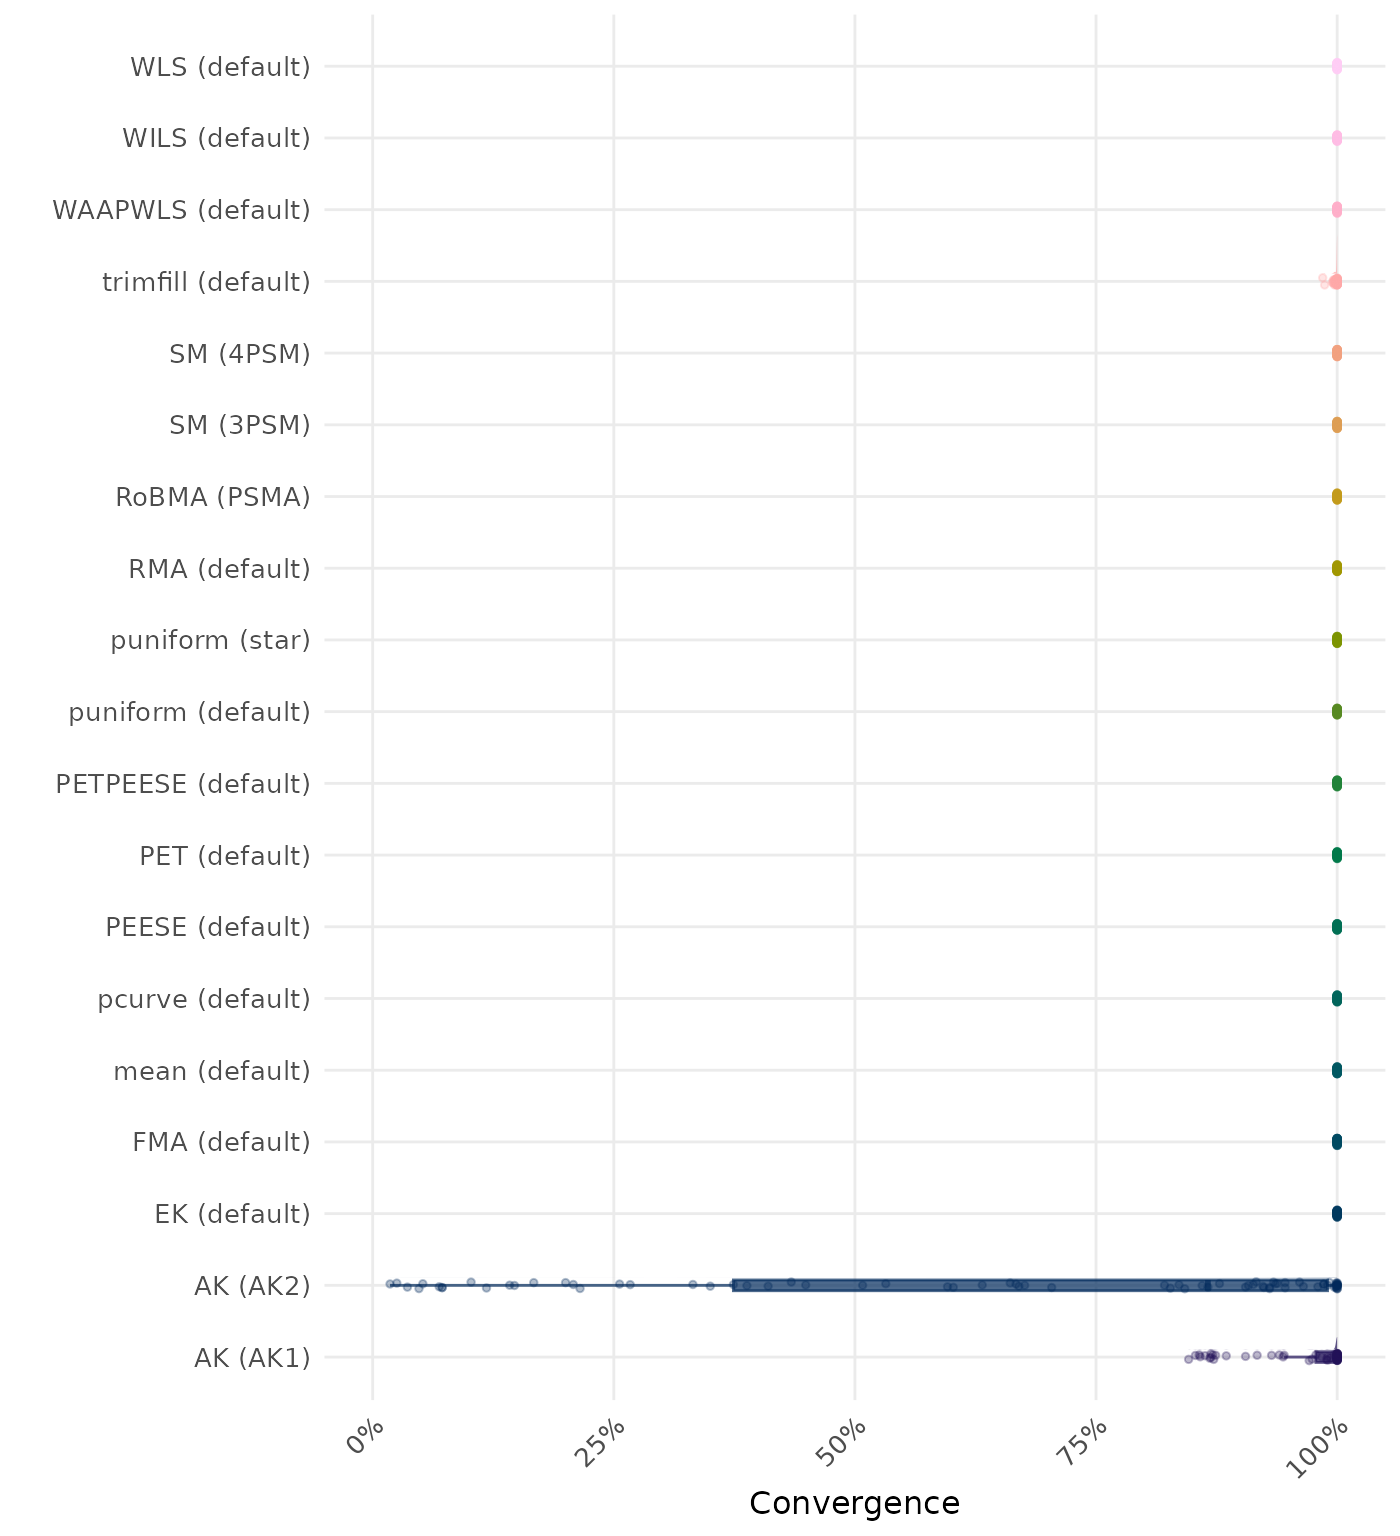 WLS (default)
WILS (default)
WAAPWLS (default)
trimfill (default)
SM (4PSM)
SM (3PSM)
RoBMA (PSMA)
RMA (default)
puniform (star)
puniform (default)
PETPEESE (default)
PET (default)
PEESE (default)
pcurve (default)
mean (default)
FMA (default)
EK (default)
AK (AK2)
AK (AK1)
0% 25% 50% 75% 100%
Convergence